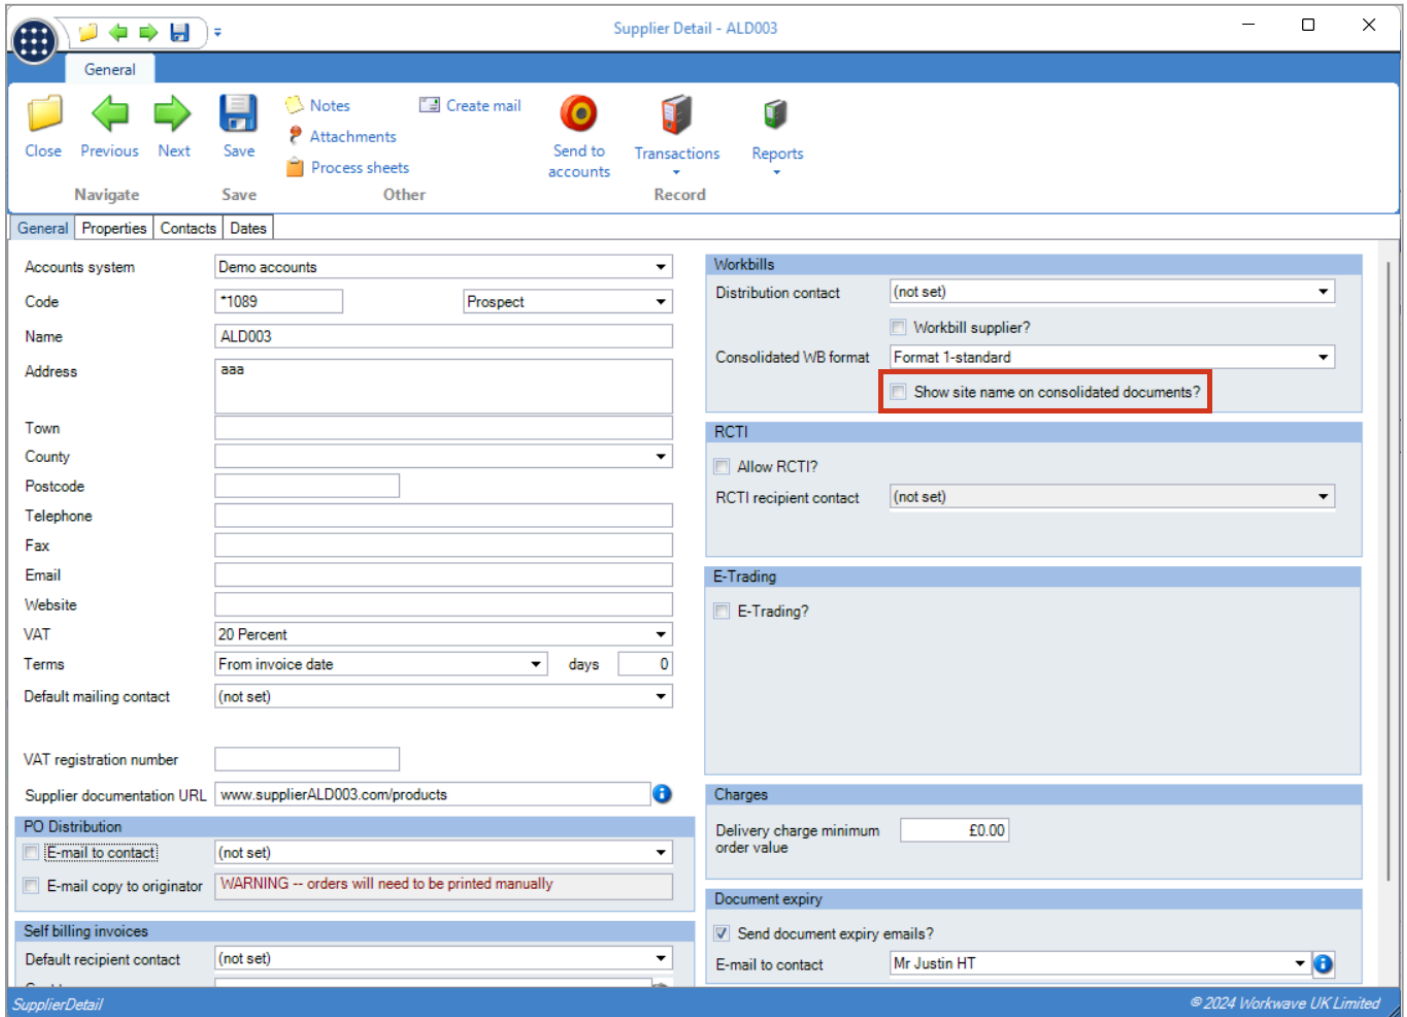 Supplier Detail - ALD003
General
Close
Previous
Next
Navigate
Save
Save
Notes
Attachments
Process sheets
Create mail
Other
Send to
accounts
Transactions
Reports
Record
General Properties Contacts Dates
Accounts system Demo accounts
Code *1089 Prospect
Name ALD003
Address aaa
Town
County
Postcode
Telephone
Fax
Email
Website
VAT 20 Percent
Terms From invoice date days 0
Default mailing contact (not set)
VAT registration number
Supplier documentation URL www.supplierALD003.com/products
PO Distribution
E-mail to contact (not set)
E-mail copy to originator WARNING -- orders will need to be printed manually
Self billing invoices
Default recipient contact (not set)
Workbills
Distribution contact (not set)
Workbill supplier?
Consolidated WB format Format 1-standard
Show site name on consolidated documents?
RCTI
Allow RCTI?
RCTI recipient contact (not set)
E-Trading
E-Trading?
Charges
Delivery charge minimum
order value £0.00
Document expiry
Send document expiry emails?
E-mail to contact Mr Justin HT
SupplierDetail
© 2024 Workwave UK Limited